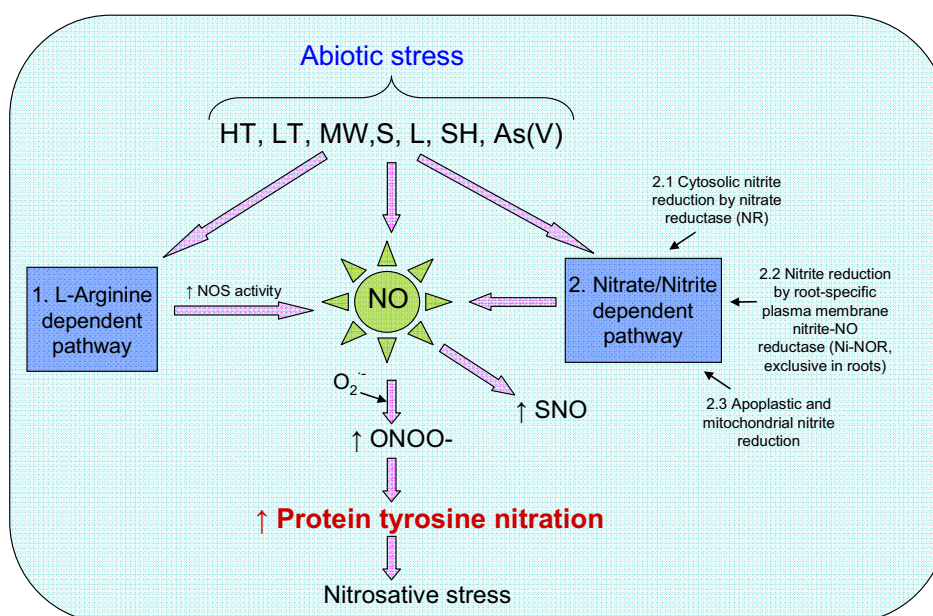 Abiotic stress
HT, LT, MW,S, L, SH, As(V)
2.1 Cytosolic nitrite
reduction by nitrate
reductase (NR)
1. L-Arginine
dependent
pathway
↑ NOS activity
NO
2. Nitrate/Nitrite
dependent
pathway
2.2 Nitrite reduction
by root-specific
plasma membrane
nitrite-NO
reductase (Ni-NOR,
exclusive in roots)
2.3 Apoplastic and
mitochondrial nitrite
reduction
O2.-
↑ SNO
↑ ONOO-
↑ Protein tyrosine nitration
Nitrosative stress